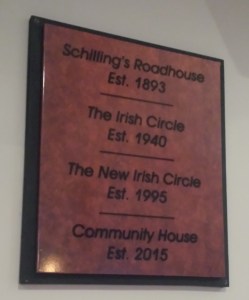 Schilling's Roadhouse
Est. 1893
The Irish Circle
Est. 1940
The New Irish Circle
Est. 1995
Community House
Est. 2015